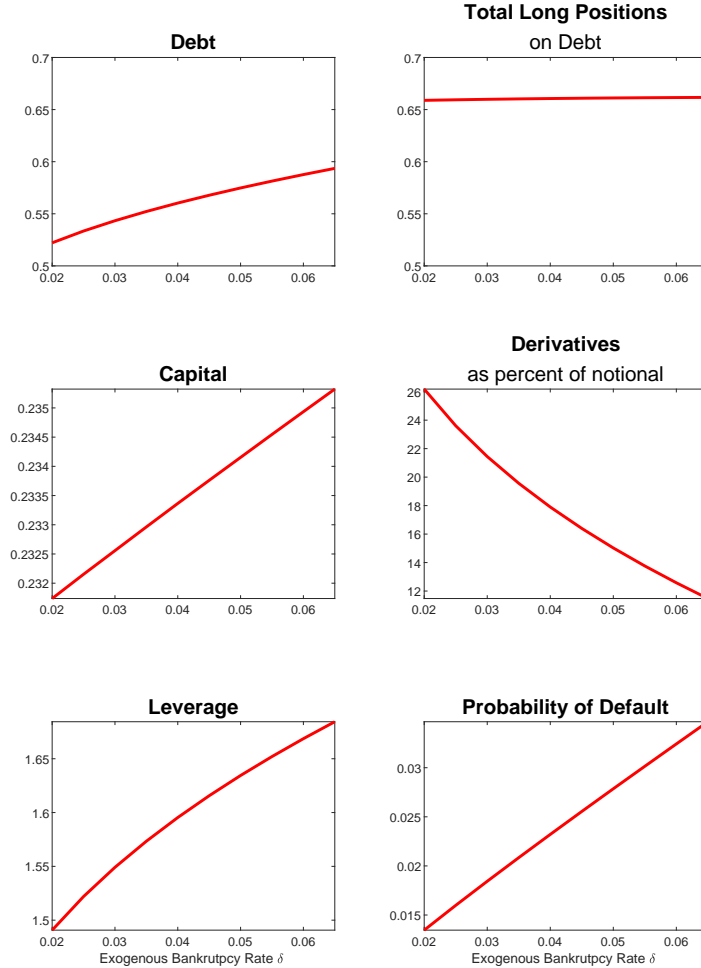 Debt
0.7
0.65
0.6
0.55
0.5
0.02 0.03 0.04 0.05 0.06
Total Long Positions
on Debt
0.7
0.65
0.6
0.55
0.5
0.02 0.03 0.04 0.05 0.06
Capital
0.235
0.2345
0.234
0.2335
0.233
0.2325
0.232
0.02 0.03 0.04 0.05 0.06
Derivatives
as percent of notional
26
24
22
20
18
16
14
12
0.02 0.03 0.04 0.05 0.06
Leverage
1.65
1.6
1.55
1.5
0.02 0.03 0.04 0.05 0.06
Exogenous Bankrutpcy Rate δ
Probability of Default
0.03
0.025
0.02
0.015
0.02 0.03 0.04 0.05 0.06
Exogenous Bankrutpcy Rate δ